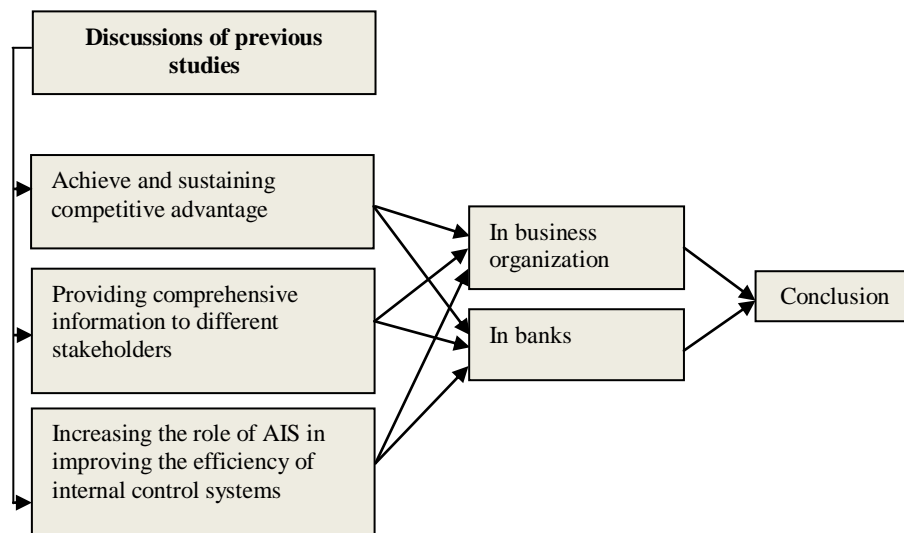 Discussions of previous
studies
Achieve and sustaining
competitive advantage
Providing comprehensive
information to different
stakeholders
Increasing the role of AIS in
improving the efficiency of
internal control systems
In business
organization
In banks
Conclusion